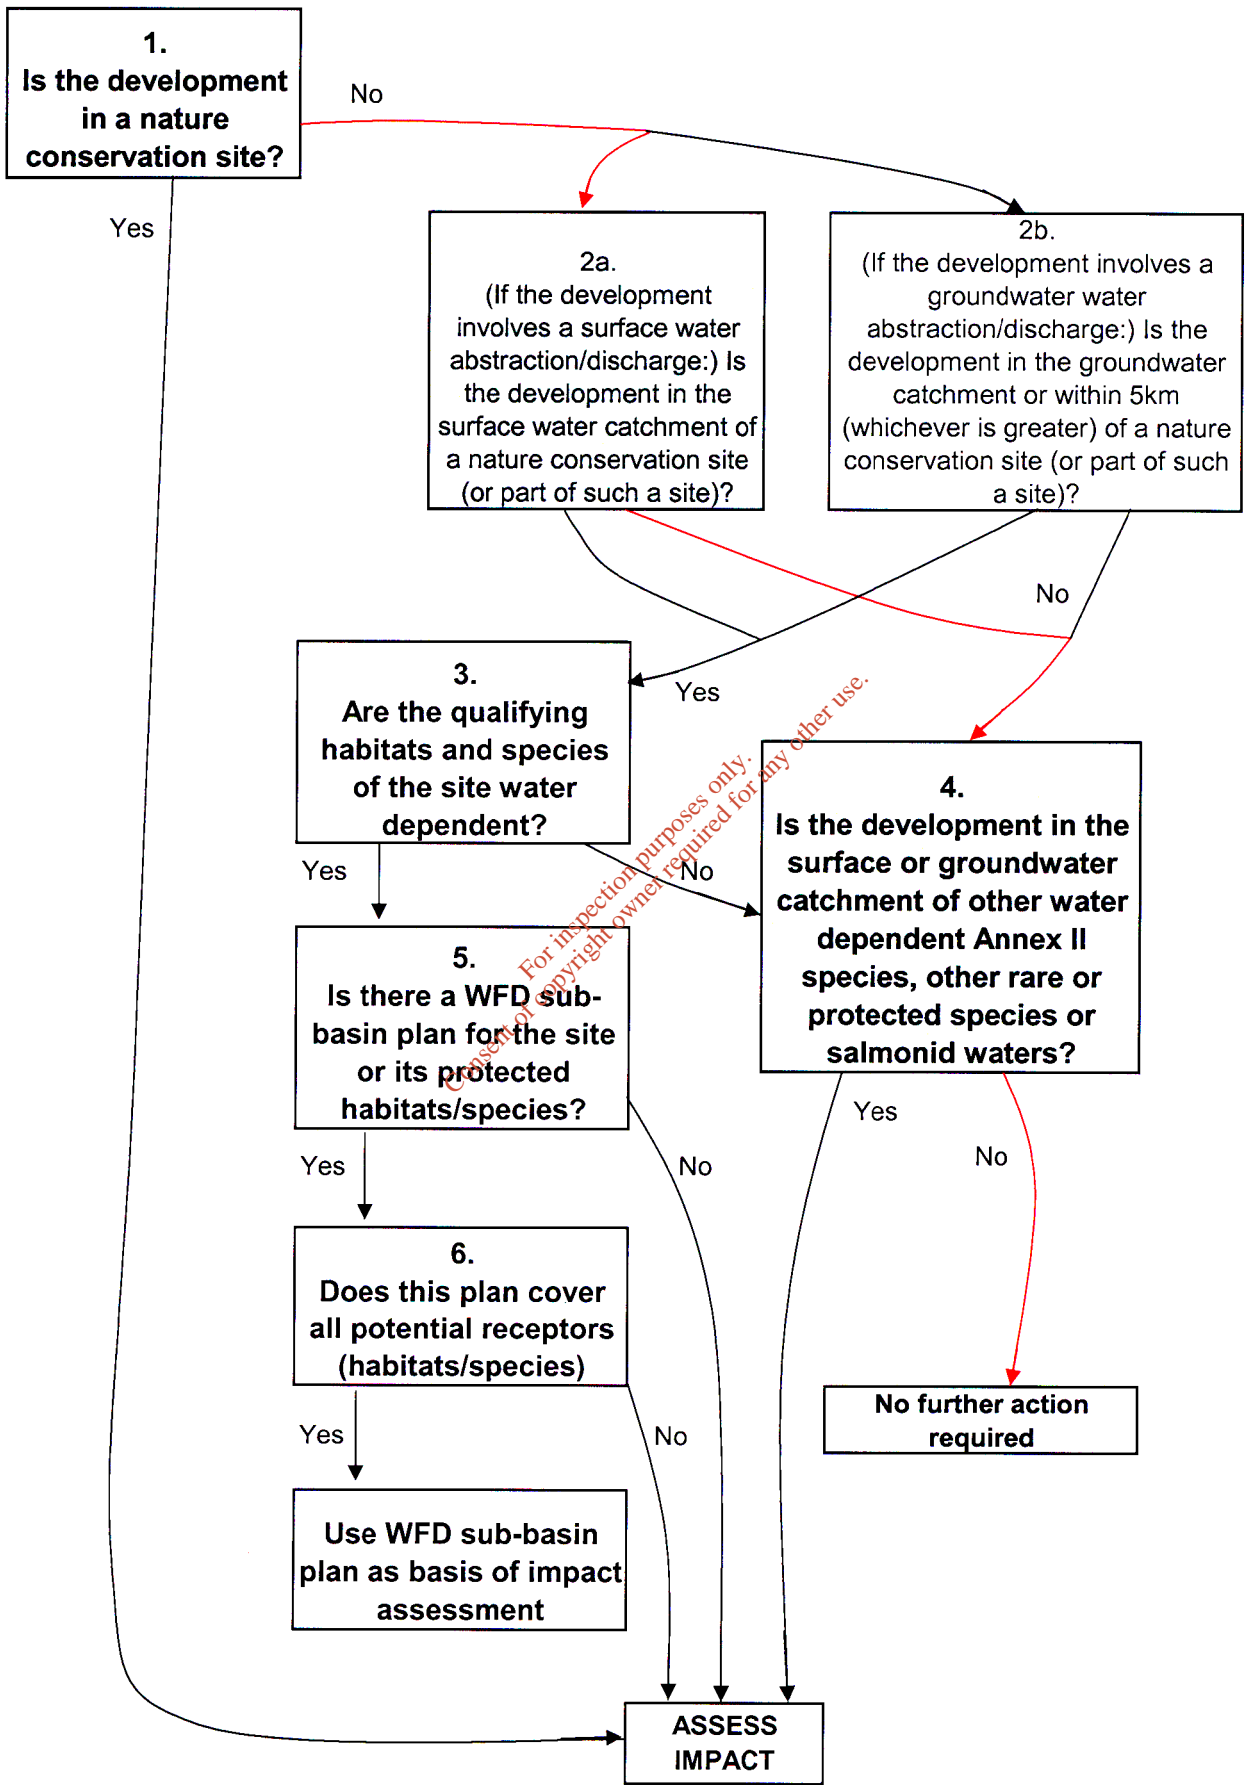 1.
Is the development
in a nature
conservation site?
No
Yes
2a.
(If the development
involves a surface water
abstraction/discharge:) Is
the development in the
surface water catchment of
a nature conservation site
(or part of such a site)?
2b.
(If the development involves a
groundwater water
abstraction/discharge:) Is the
development in the groundwater
catchment or within 5km
(whichever is greater) of a nature
conservation site (or part of such
a site)?
No
Yes
3.
Are the qualifying
habitats and species
of the site water
dependent?
Yes
No
4.
Is the development in the
surface or groundwater
catchment of other water
dependent Annex II
species, other rare or
protected species or
salmonid waters?
Yes
No
5.
Is there a WFD sub-
basin plan for the site
or its protected
habitats/species?
Yes
No
6.
Does this plan cover
all potential receptors
(habitats/species)
Yes
No
No further action
required
Use WFD sub-basin
plan as basis of impact
assessment
ASSESS
IMPACT
For inspection purposes only.
Consent of copyright owner required for any other use.